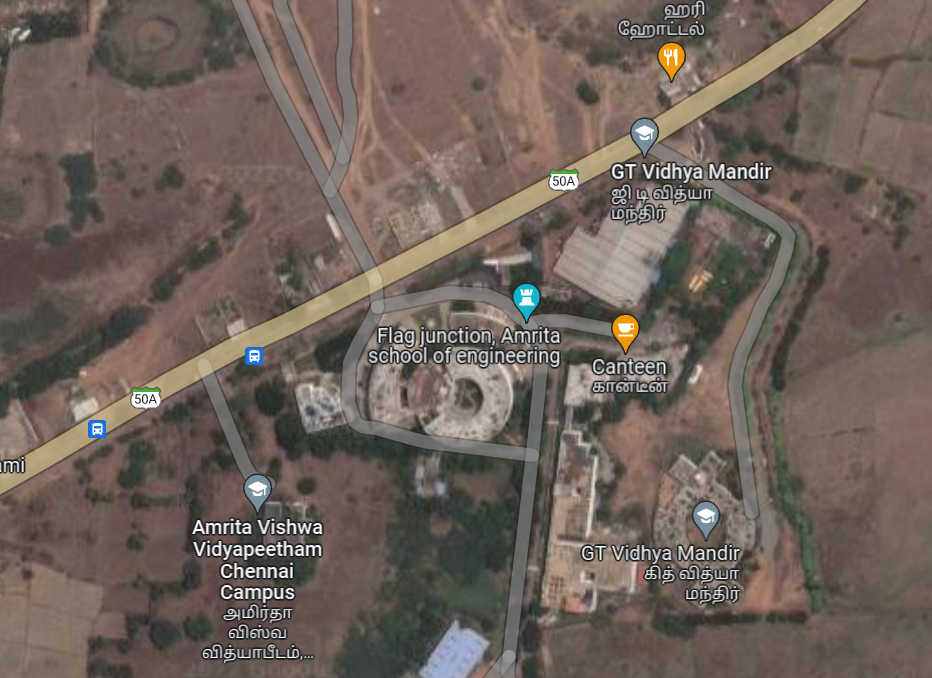 ஹரி
ஹோட்டல்
GT Vidhya Mandir
ஜி டி வித்யா
மந்திர்
50A
Flag junction, Amrita
school of engineering
Canteen
கான்டீன்
50A
ami
Amrita Vishwa
Vidyapeetham
Chennai
Campus
அமிர்தா
விஸ்வ
வித்யாபீடம்,...
GT Vidhya Mandir
கித் வித்யா
மந்திர்